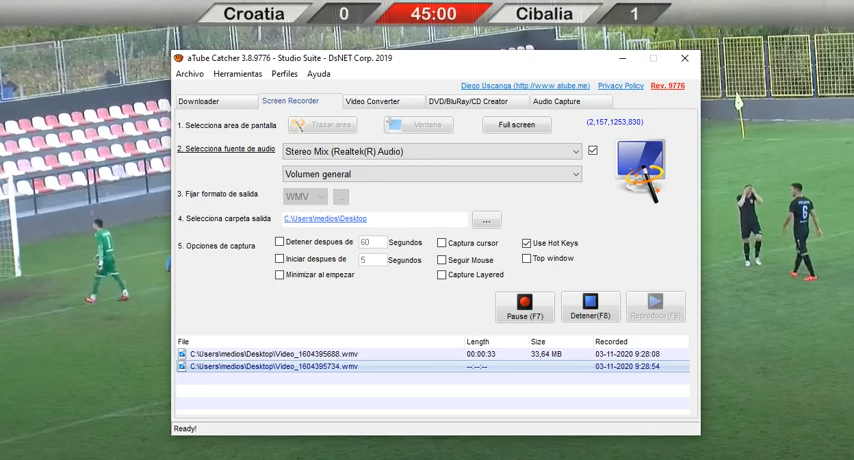 Croatia 0 45:00 Cibalia 1
aTube Catcher 3.8.9776 - Studio Suite - DsNET Corp. 2019
Archivo Herramientas Perfiles Ayuda
Diego Uscanga (http://www.atube.me) Privacy Policy Rev. 9776
Downloader Screen Recorder Video Converter DVD/BluRay/CD Creator Audio Capture
1. Selecciona area de pantalla Trazar area Ventana Full screen (2,157,1253,830)
2. Selecciona fuente de audio Stereo Mix (Realtek(R) Audio)
Volumen general
3. Fijar formato de salida WMV ...
4. Selecciona carpeta salida C:\Users\medios\Desktop ...
5. Opciones de captura Detener despues de 60 Segundos Captura cursor Use Hot Keys
Iniciar despues de 5 Segundos Seguir Mouse Top window
Minimizar al empezar Capture Layered
Pause (F7) Detener(F8) Reproducir(F9)
File Length Size Recorded
C:\Users\medios\Desktop\Video_1604395688.wmv 00:00:33 33,64 MB 03-11-2020 9:28:08
C:\Users\medios\Desktop\Video_1604395734.wmv --:--:-- 03-11-2020 9:28:54
Ready!
6